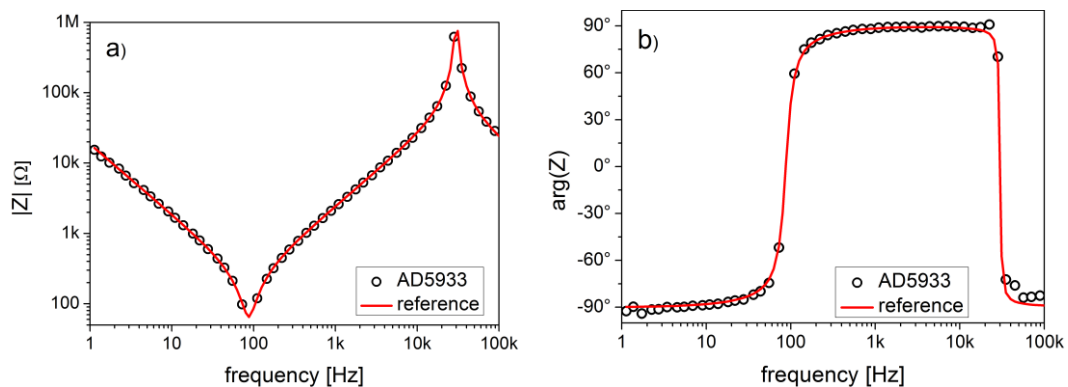 a)
1M
100k
10k
1k
100
|Z| [Ω]
1
10
100
1k
10k
100k
frequency [Hz]
AD5933
reference
b)
90°
60°
30°
0°
-30°
-60°
-90°
arg(Z)
1
10
100
1k
10k
100k
frequency [Hz]
AD5933
reference